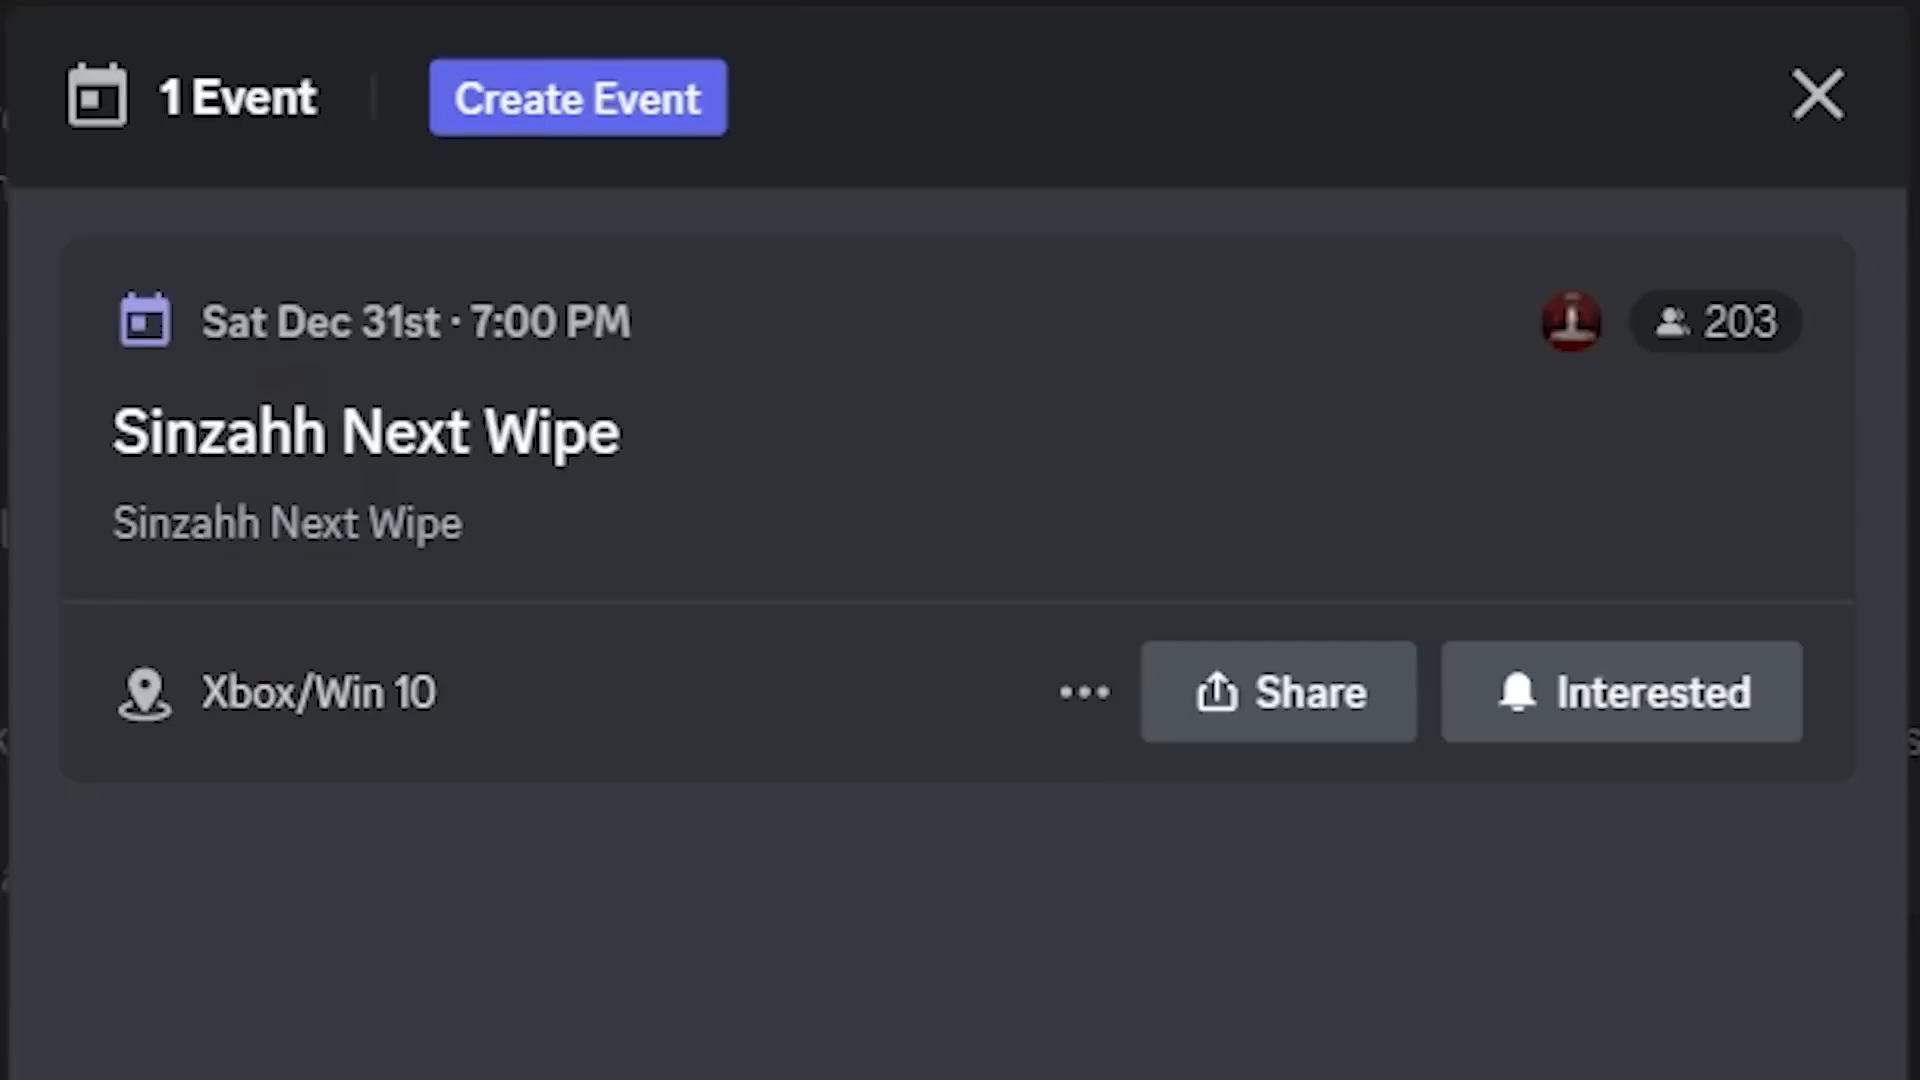 1 Event
Create Event
Sat Dec 31st · 7:00 PM
203
Sinzahh Next Wipe
Sinzahh Next Wipe
Xbox/Win 10
Share
Interested